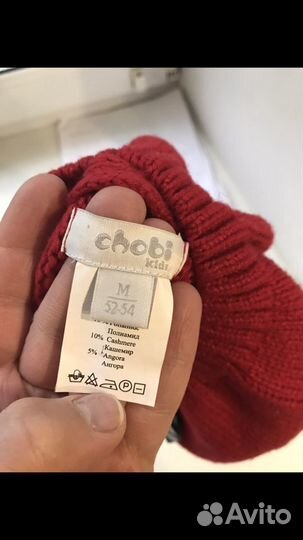 chobi
kids
M
52-54
Полиамид
10% Cashmere
Кашемир
5% Angora
Ангора
P
Avito